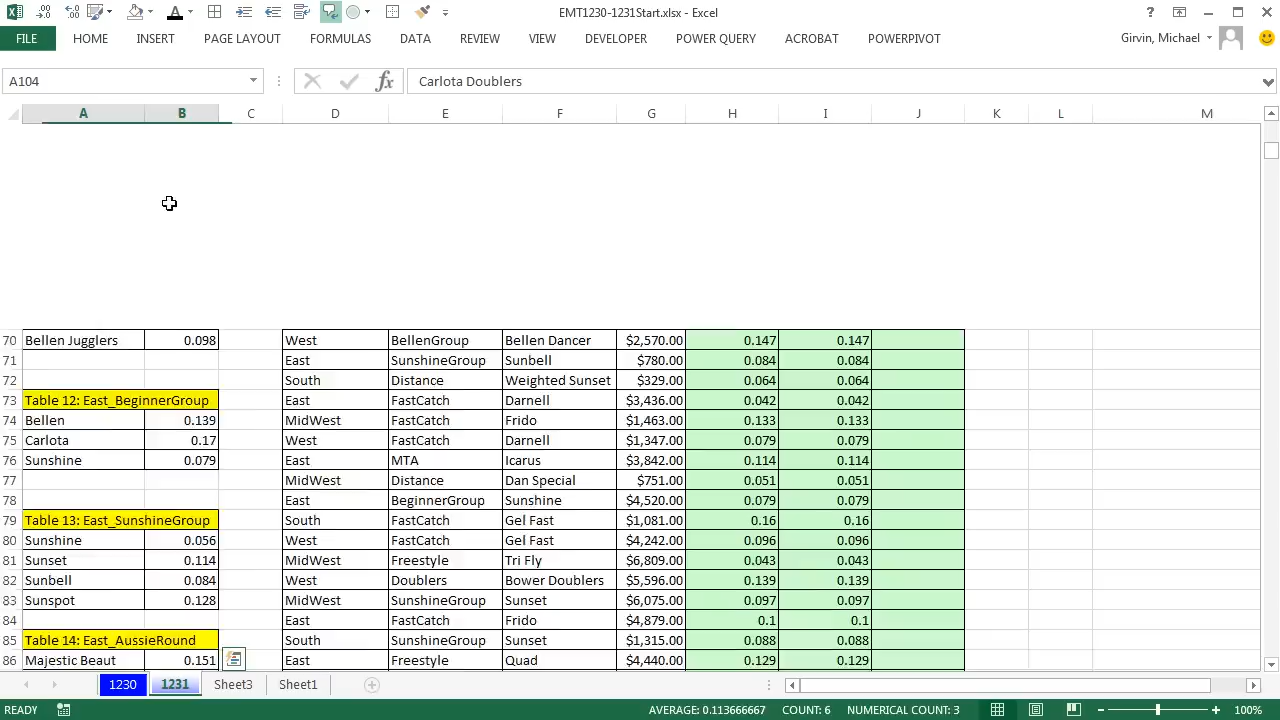 EMT1230-1231Start.xlsx - Excel
FILE HOME INSERT PAGE LAYOUT FORMULAS DATA REVIEW VIEW DEVELOPER POWER QUERY ACROBAT POWERPIVOT Girvin, Michael
A104 fx Carlota Doublers
A B C D E F G H I J K L M
70 Bellen Jugglers 0.098 West BellenGroup Bellen Dancer $2,570.00 0.147 0.147
71 East SunshineGroup Sunbell $780.00 0.084 0.084
72 South Distance Weighted Sunset $329.00 0.064 0.064
73 Table 12: East_BeginnerGroup East FastCatch Darnell $3,436.00 0.042 0.042
74 Bellen 0.139 MidWest FastCatch Frido $1,463.00 0.133 0.133
75 Carlota 0.17 West FastCatch Darnell $1,347.00 0.079 0.079
76 Sunshine 0.079 East MTA Icarus $3,842.00 0.114 0.114
77 MidWest Distance Dan Special $751.00 0.051 0.051
78 East BeginnerGroup Sunshine $4,520.00 0.079 0.079
79 Table 13: East_SunshineGroup South FastCatch Gel Fast $1,081.00 0.16 0.16
80 Sunshine 0.056 West FastCatch Gel Fast $4,242.00 0.096 0.096
81 Sunset 0.114 MidWest Freestyle Tri Fly $6,809.00 0.043 0.043
82 Sunbell 0.084 West Doublers Bower Doublers $5,596.00 0.139 0.139
83 Sunspot 0.128 MidWest SunshineGroup Sunset $6,075.00 0.097 0.097
84 East FastCatch Frido $4,879.00 0.1 0.1
85 Table 14: East_AussieRound South SunshineGroup Sunset $1,315.00 0.088 0.088
86 Majestic Beaut 0.151 East Freestyle Quad $4,440.00 0.129 0.129
1230 1231 Sheet3 Sheet1
READY AVERAGE: 0.113666667 COUNT: 6 NUMERICAL COUNT: 3 100%